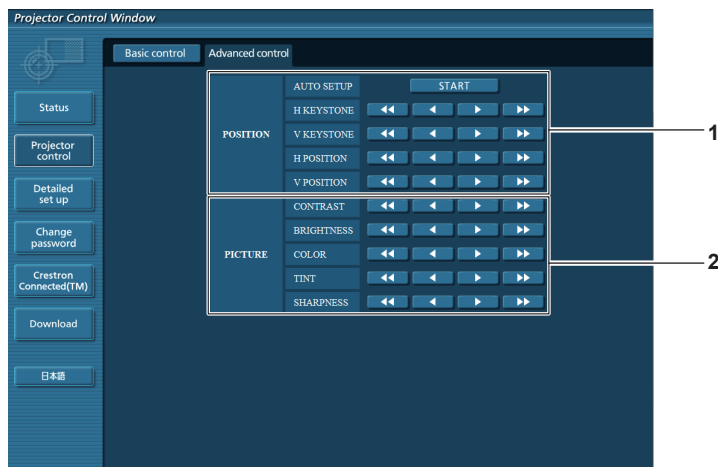 Projector Control Window
Basic control
Advanced control
Status
Projector
control
Detailed
set up
Change
password
Crestron
Connected(TM)
Download
日本語
POSITION
AUTO SETUP
START
H KEYSTONE
V KEYSTONE
H POSITION
V POSITION
1
PICTURE
CONTRAST
BRIGHTNESS
COLOR
TINT
SHARPNESS
2